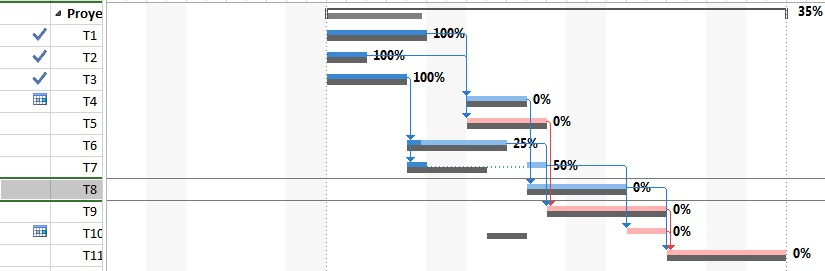 Proye 35%
T1 100%
T2 100%
T3 100%
T4 0%
T5 0%
T6 25%
T7 50%
T8 0%
T9 0%
T10 0%
T11 0%